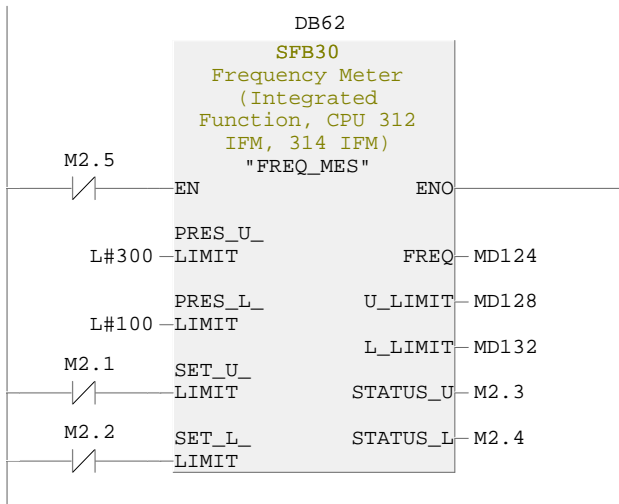 DB62
SFB30
Frequency Meter
(Integrated
Function, CPU 312
IFM, 314 IFM)
"FREQ_MES"
M2.5
EN ENO
PRES_U_
L#300 LIMIT FREQ MD124
PRES_L_ U_LIMIT MD128
L#100 LIMIT
L_LIMIT MD132
M2.1 SET_U_
LIMIT STATUS_U M2.3
M2.2 SET_L_ STATUS_L M2.4
LIMIT